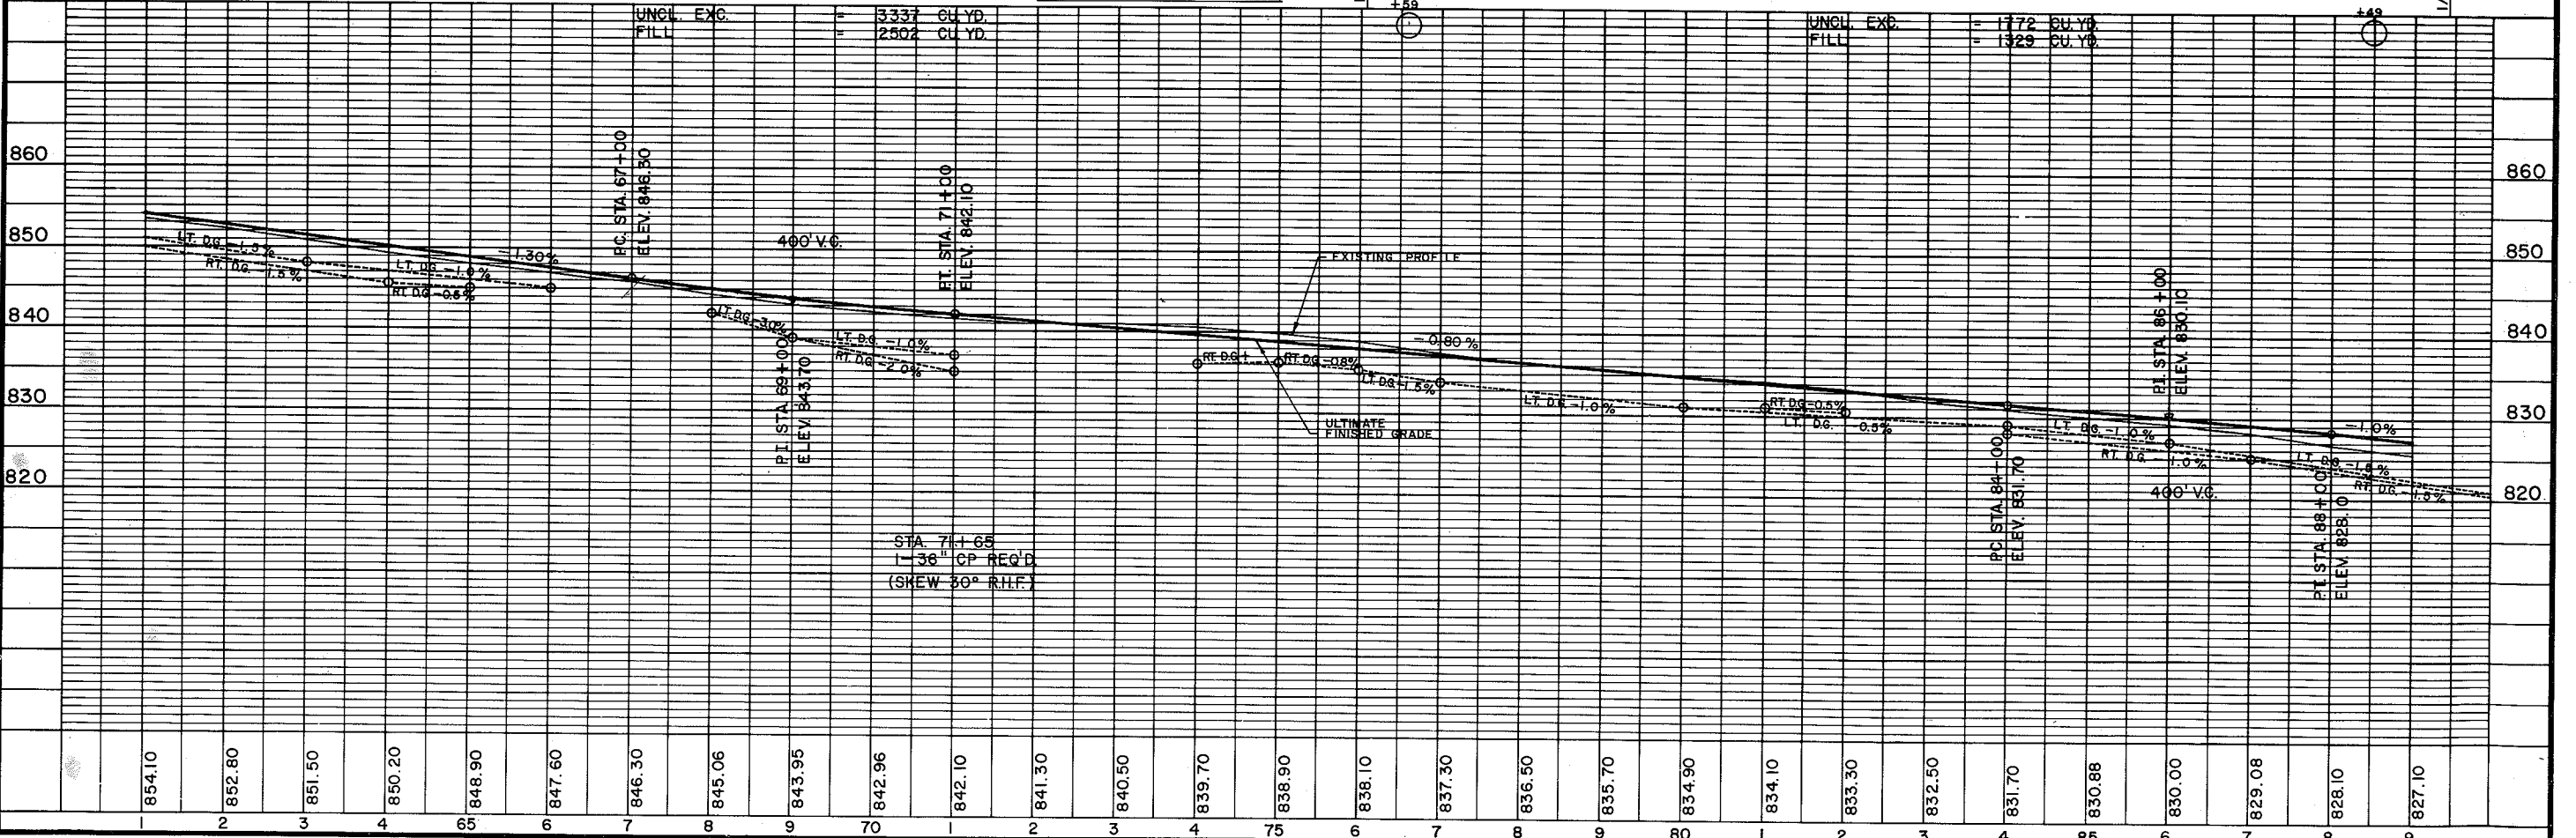 +59
+49
UNCL. EXC. = 3337 CU. YD.
FILL = 2502 CU. YD.
UNCL. EXC. = 1772 CU. YD.
FILL = 1329 CU. YD.
860
860
850
850
840
840
830
830
820
820
P.C. STA. 67+00
ELEV. 846.30
P.T. STA. 71+00
ELEV. 842.10
400' V.C.
LT. D.G. -1.5%
RT. D.G. -1.5%
LT. D.G. -1.0%
RT. D.G. -0.5%
-1.30%
LT. D.G. -3.0%
LT. D.G. -1.0%
RT. D.G. -2.0%
P.I. STA. 69+00
ELEV. 843.70
EXISTING PROFILE
-0.80%
RT. D.G.
RT. D.G. -0.8%
LT. D.G. -1.5%
LT. D.G. -1.0%
ULTIMATE
FINISHED GRADE
RT. D.G. -0.5%
LT. D.G. -0.5%
P.I. STA. 86+00
ELEV. 830.10
LT. D.G. -1.0%
RT. D.G. -1.0%
-1.0%
LT. D.G. -1.5%
RT. D.G. -1.5%
400' V.C.
P.C. STA. 84+00
ELEV. 831.70
STA. 88+00
ELEV. 828.10
STA. 71+65
1-36" CP REQ'D.
(SKEW 30° R.H.F.)
854.10 852.80 851.50 850.20 848.90 847.60 846.30 845.06 843.95 842.96 842.10 841.30 840.50 839.70 838.90 838.10 837.30 836.50 835.70 834.90 834.10 833.30 832.50 831.70 830.88 830.00 829.08 828.10 827.10
1 2 3 4 65 6 7 8 9 70 1 2 3 4 75 6 7 8 9 80 1 2 3 4 85 6 7 8 9